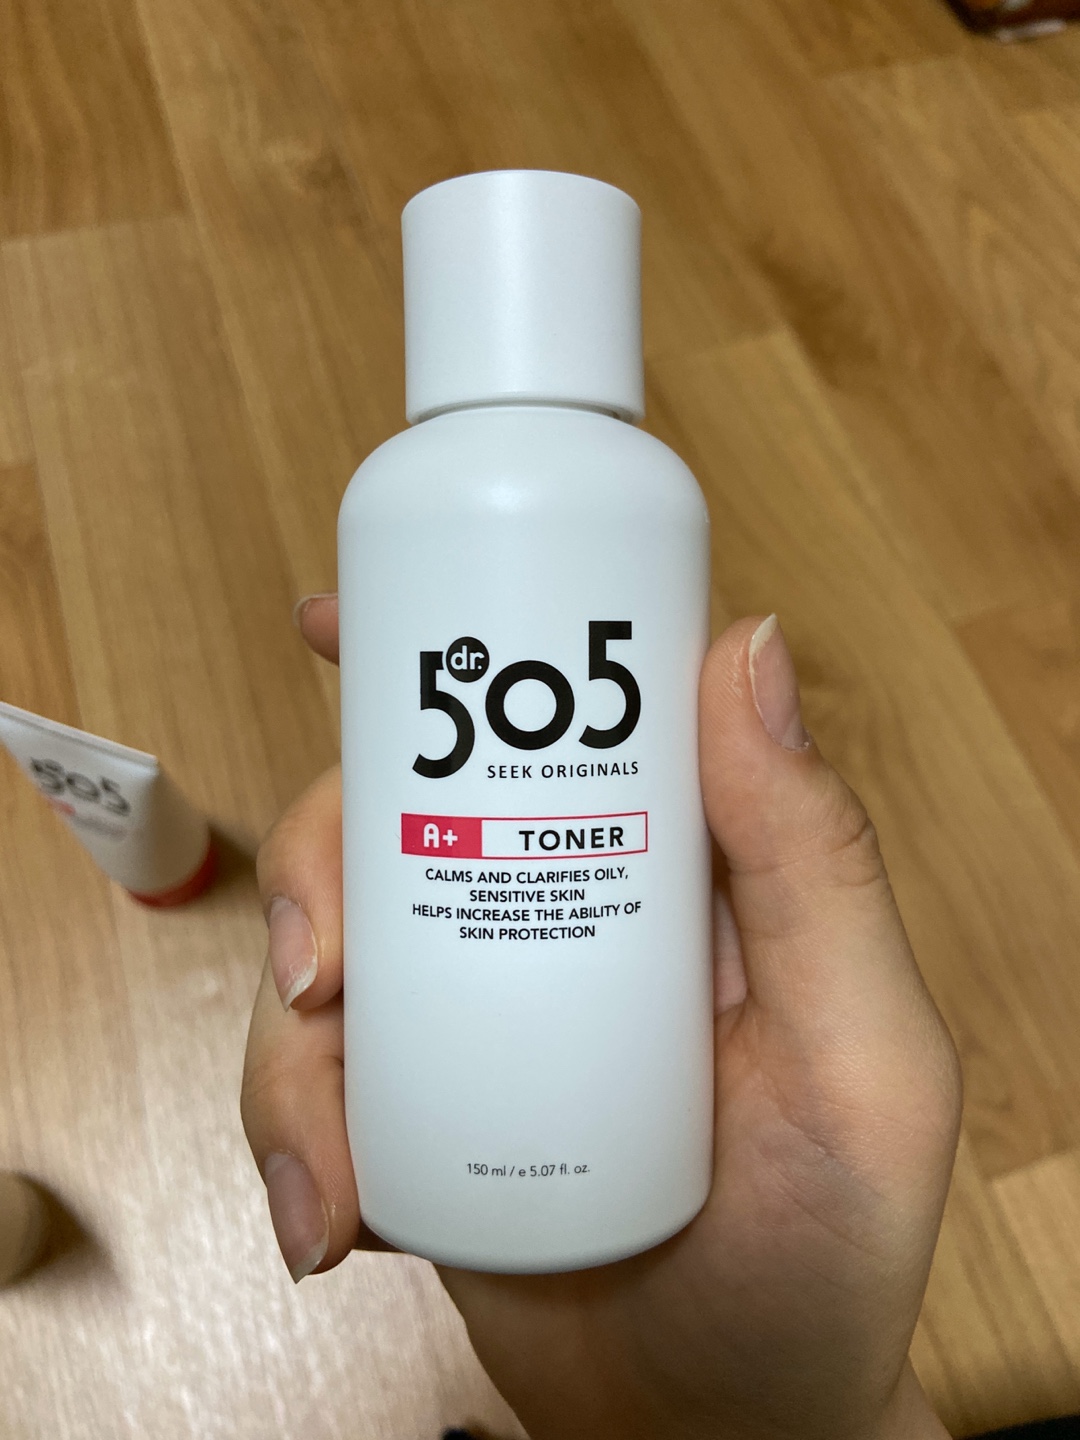 dr.
505
SEEK ORIGINALS
A+ TONER
CALMS AND CLARIFIES OILY,
SENSITIVE SKIN
HELPS INCREASE THE ABILITY OF
SKIN PROTECTION
150 ml / e 5.07 fl. oz.
505